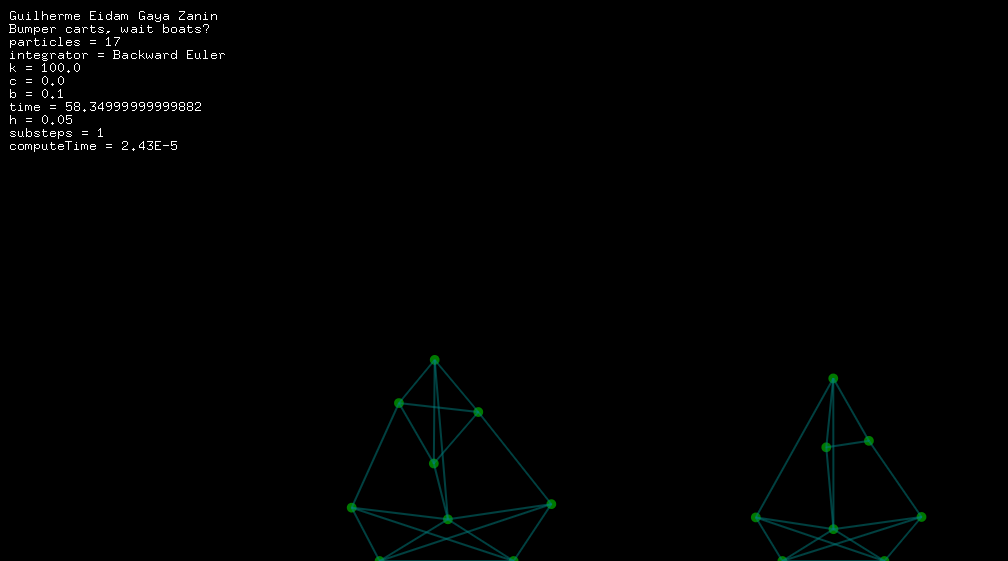 Guilherme Eidam Gaya Zanin
Bumper carts, wait boats?
particles = 17
integrator = Backward Euler
k = 100.0
c = 0.0
b = 0.1
time = 58.34999999999882
h = 0.05
substeps = 1
computeTime = 2.43E-5